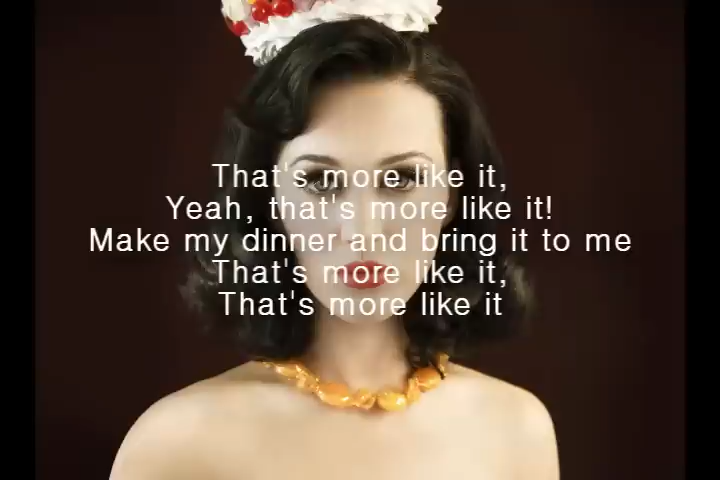 That's more like it,
Yeah, that's more like it!
Make my dinner and bring it to me
That's more like it,
That's more like it